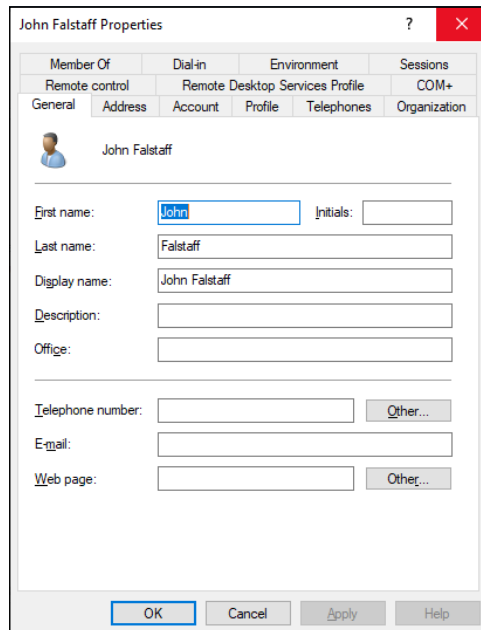 John Falstaff Properties ?
Member Of Dial-in Environment Sessions
Remote control Remote Desktop Services Profile COM+
General Address Account Profile Telephones Organization
John Falstaff
First name: John Initials:
Last name: Falstaff
Display name: John Falstaff
Description:
Office:
Telephone number: Other...
E-mail:
Web page: Other...
OK Cancel Apply Help